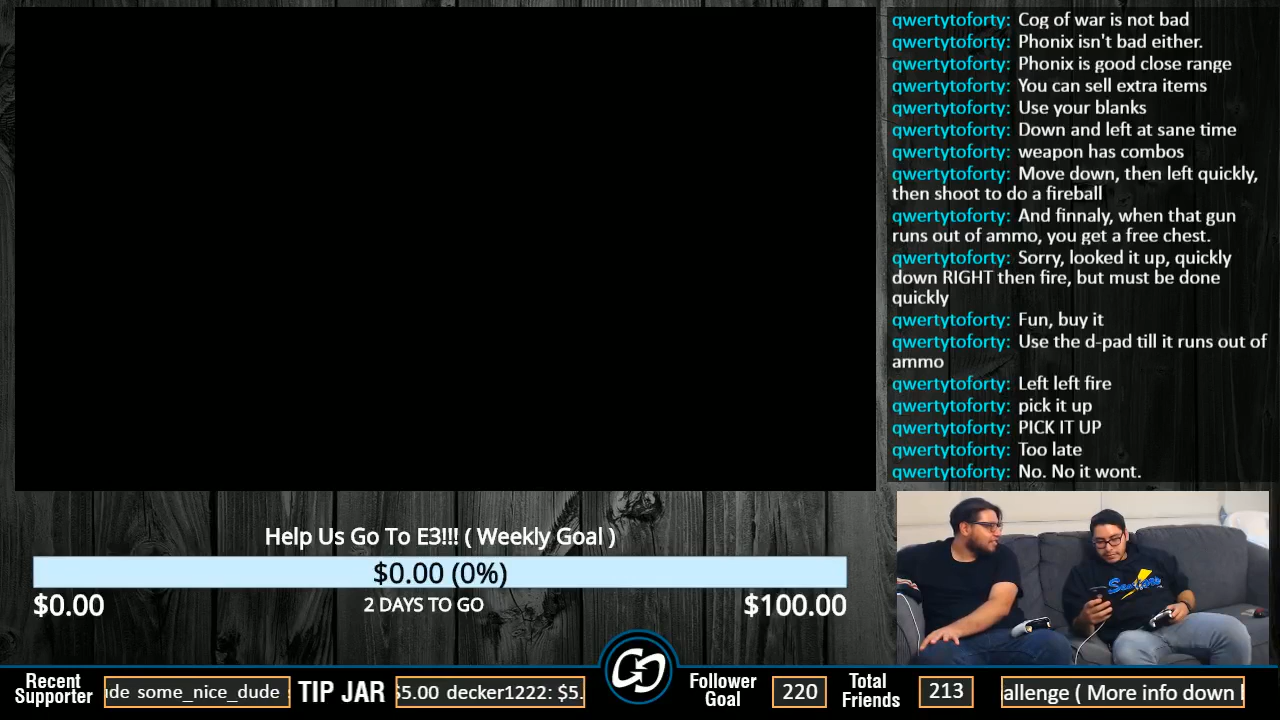 qwertytoforty: Cog of war is not bad
qwertytoforty: Phonix isn't bad either.
qwertytoforty: Phonix is good close range
qwertytoforty: You can sell extra items
qwertytoforty: Use your blanks
qwertytoforty: Down and left at sane time
qwertytoforty: weapon has combos
qwertytoforty: Move down, then left quickly,
then shoot to do a fireball
qwertytoforty: And finnaly, when that gun
runs out of ammo, you get a free chest.
qwertytoforty: Sorry, looked it up, quickly
down RIGHT then fire, but must be done
quickly
qwertytoforty: Fun, buy it
qwertytoforty: Use the d-pad till it runs out of
ammo
qwertytoforty: Left left fire
qwertytoforty: pick it up
qwertytoforty: PICK IT UP
qwertytoforty: Too late
qwertytoforty: No. No it wont.
Help Us Go To E3!!! ( Weekly Goal )
$0.00 (0%)
$0.00 2 DAYS TO GO $100.00
Recent
Supporter
ude some_nice_dude
TIP JAR
$5.00 decker1222: $5.
Follower
Goal
220
Total
Friends
213
allenge ( More info down